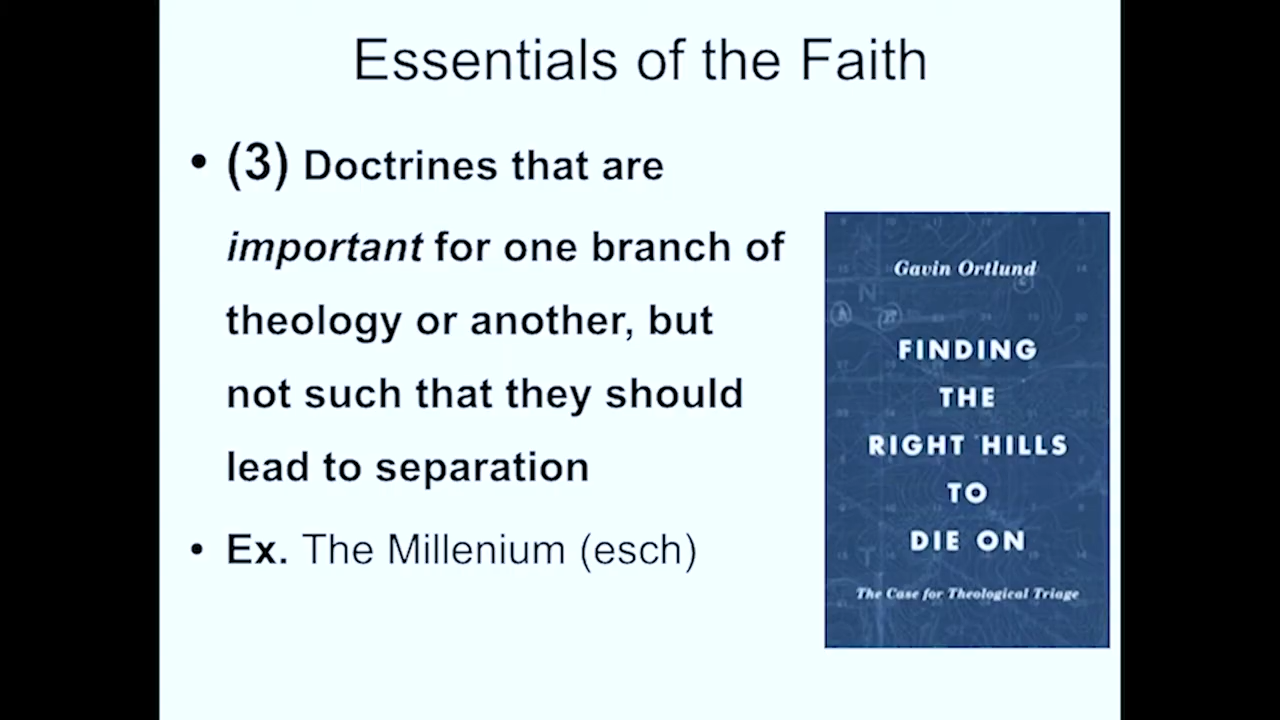 Essentials of the Faith
• (3) Doctrines that are
important for one branch of
theology or another, but
not such that they should
lead to separation
• Ex. The Millenium (esch)
Gavin Ortlund
FINDING
THE
RIGHT HILLS
TO
DIE ON
The Case for Theological Triage